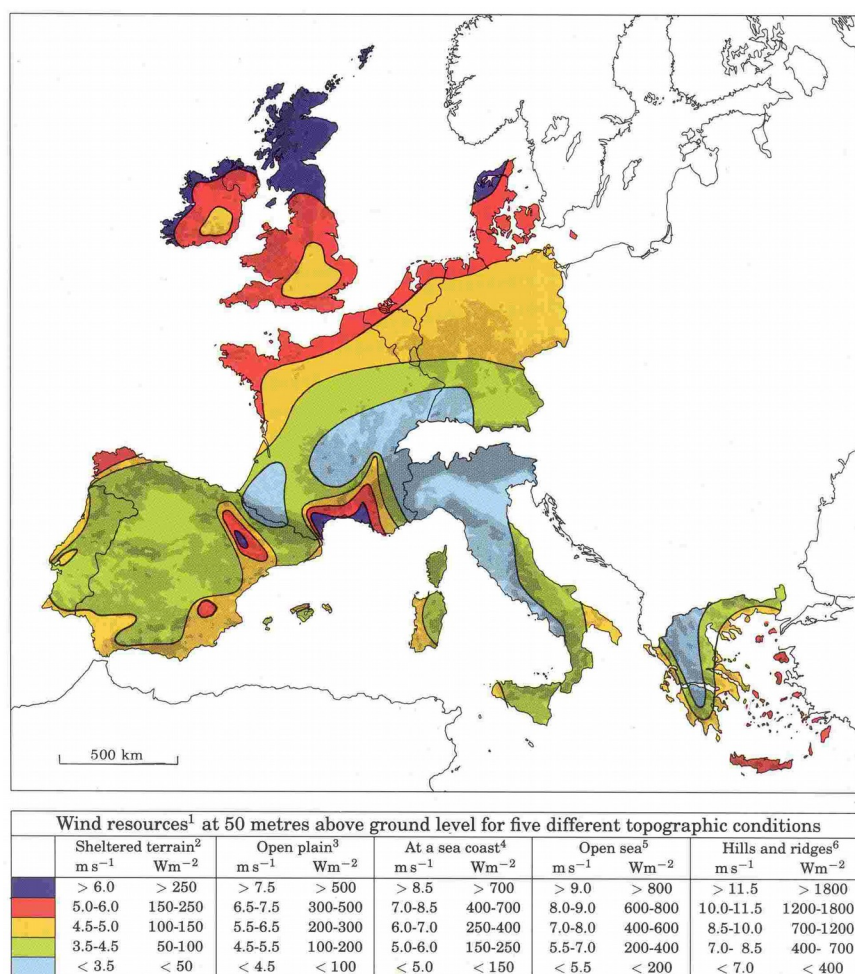 500 km
Wind resources¹ at 50 metres above ground level for five different topographic conditions
Sheltered terrain² Open plain³ At a sea coast⁴ Open sea⁵ Hills and ridges⁶
m s⁻¹ Wm⁻² m s⁻¹ Wm⁻² m s⁻¹ Wm⁻² m s⁻¹ Wm⁻² m s⁻¹ Wm⁻²
> 6.0 > 250 > 7.5 > 500 > 8.5 > 700 > 9.0 > 800 > 11.5 > 1800
5.0-6.0 150-250 6.5-7.5 300-500 7.0-8.5 400-700 8.0-9.0 600-800 10.0-11.5 1200-1800
4.5-5.0 100-150 5.5-6.5 200-300 6.0-7.0 250-400 7.0-8.0 400-600 8.5-10.0 700-1200
3.5-4.5 50-100 4.5-5.5 100-200 5.0-6.0 150-250 5.5-7.0 200-400 7.0- 8.5 400- 700
< 3.5 < 50 < 4.5 < 100 < 5.0 < 150 < 5.5 < 200 < 7.0 < 400